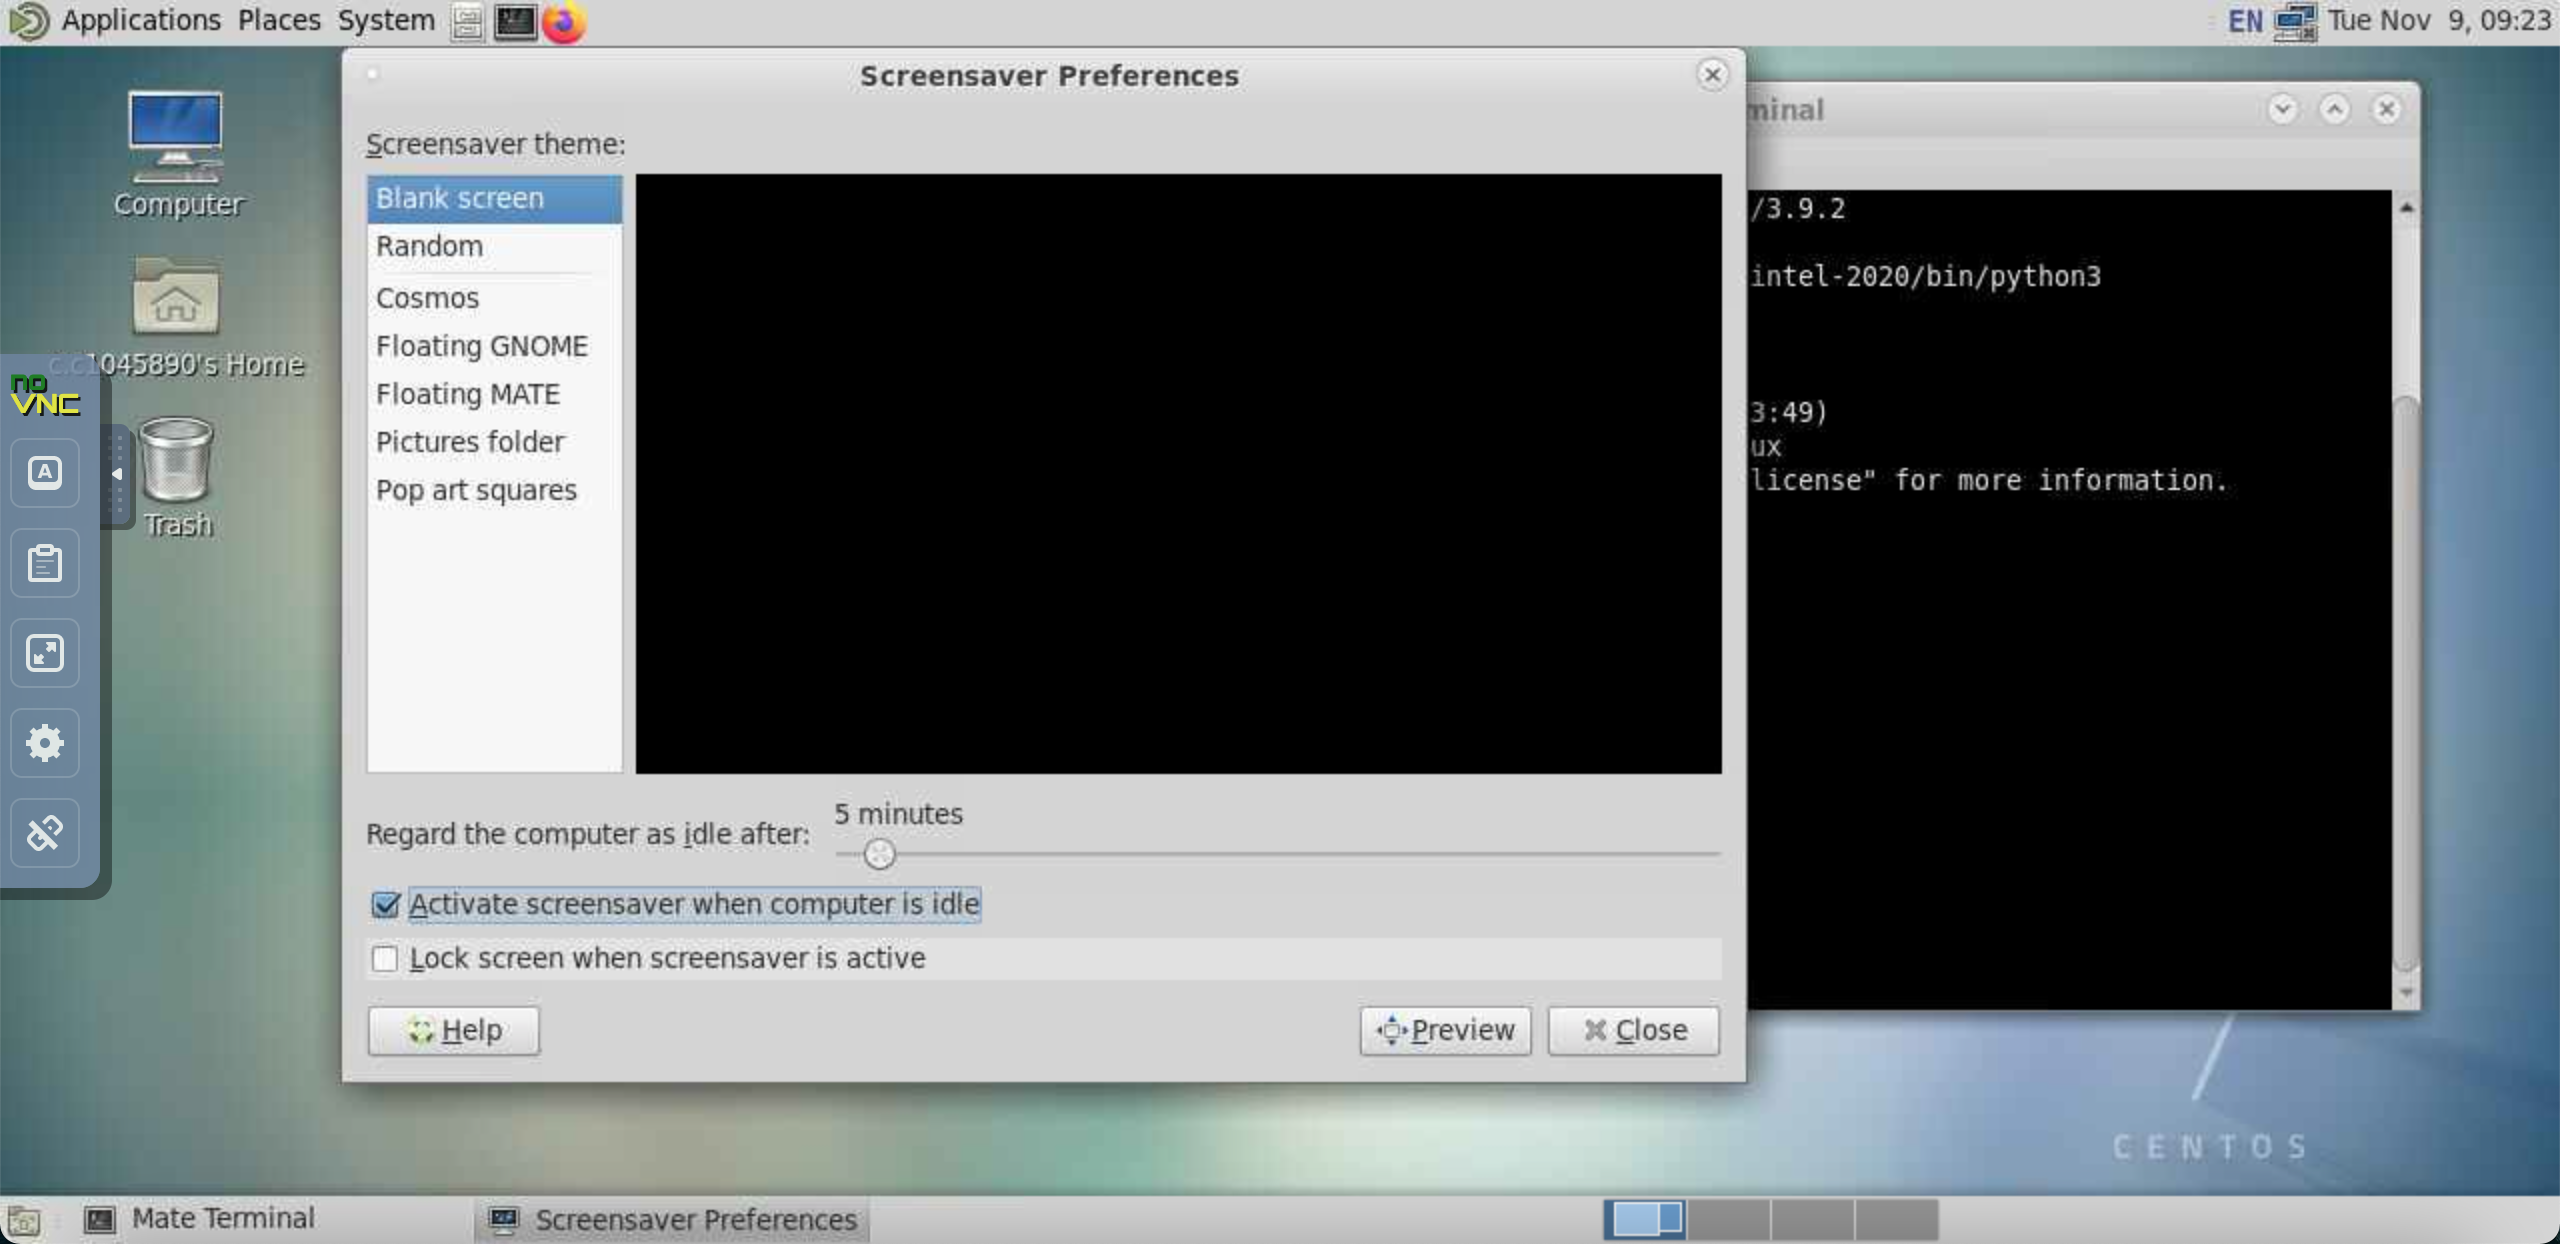 Applications Places System
EN Tue Nov 9, 09:23
Screensaver Preferences
minal
Screensaver theme:
Blank screen
Random
Cosmos
Floating GNOME
Floating MATE
Pictures folder
Pop art squares
/3.9.2
intel-2020/bin/python3
3:49)
ux
license" for more information.
Computer
c.c1045890's Home
Trash
no
VNC
A
Regard the computer as idle after:
5 minutes
Activate screensaver when computer is idle
Lock screen when screensaver is active
Help
Preview
Close
CENTOS
Mate Terminal
Screensaver Preferences